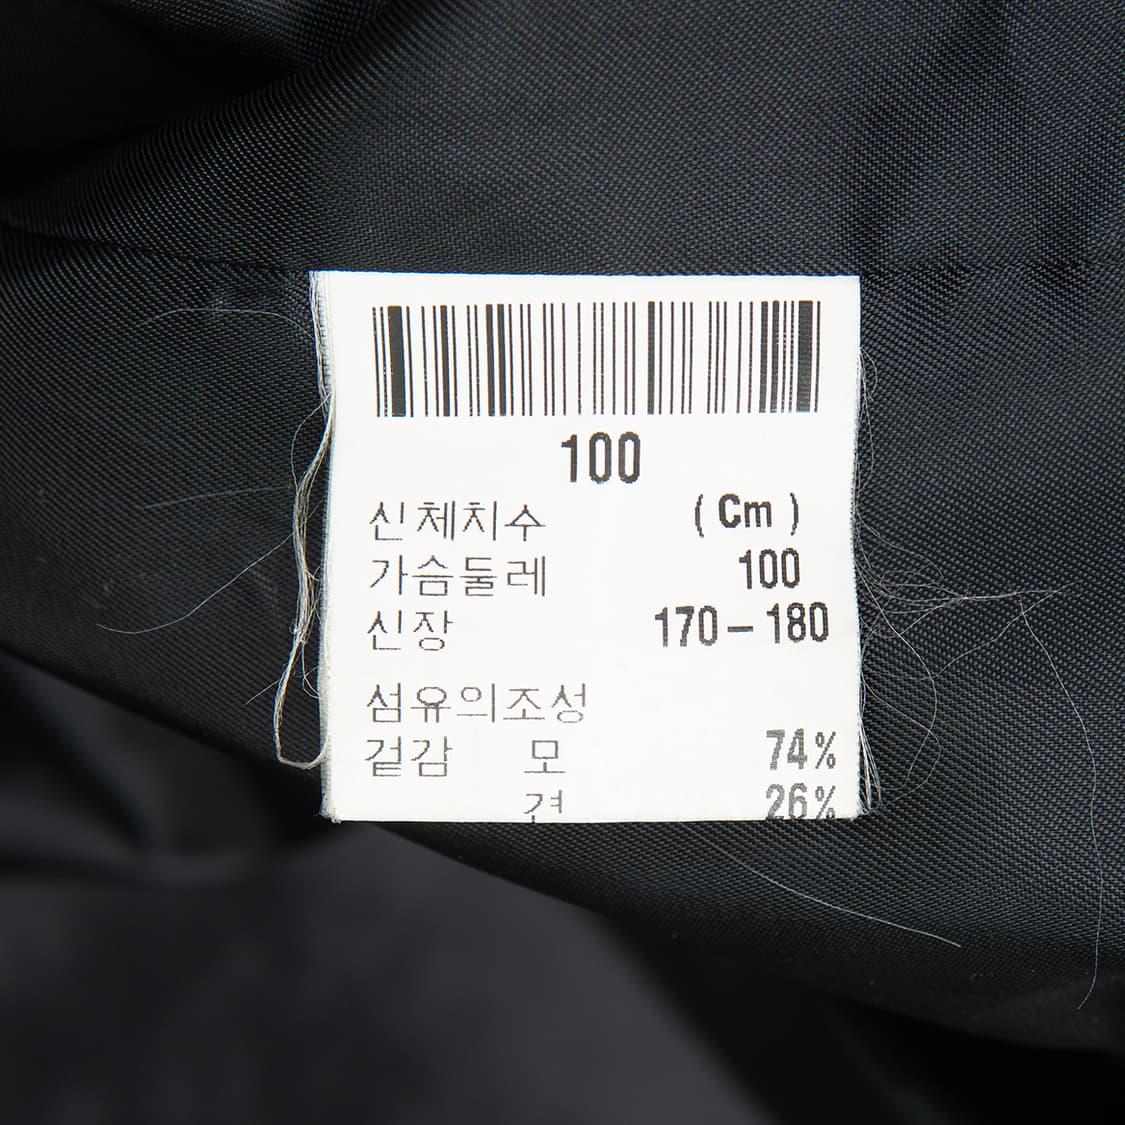 100
신체치수 (Cm)
가슴둘레 100
신장 170-180
섬유의조성
겉감 모 74%
견 26%